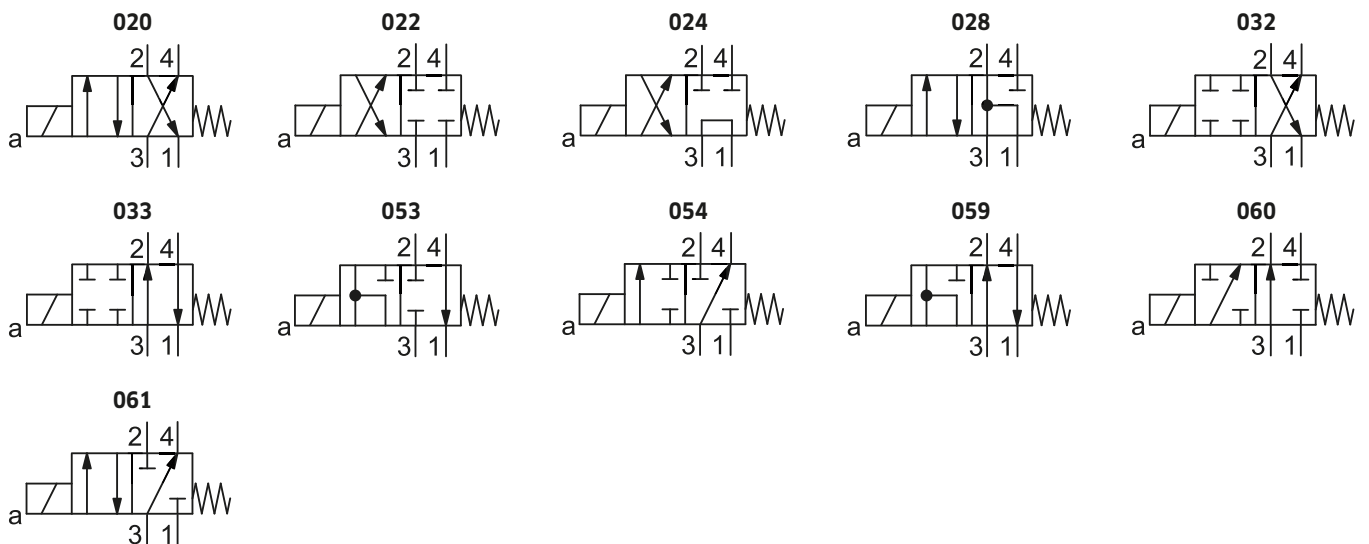 020 022 024 028 032
2 4 2 4 2 4 2 4 2 4
a a a a a
3 1 3 1 3 1 3 1 3 1
033 053 054 059 060
2 4 2 4 2 4 2 4 2 4
a a a a a
3 1 3 1 3 1 3 1 3 1
061
2 4
a
3 1